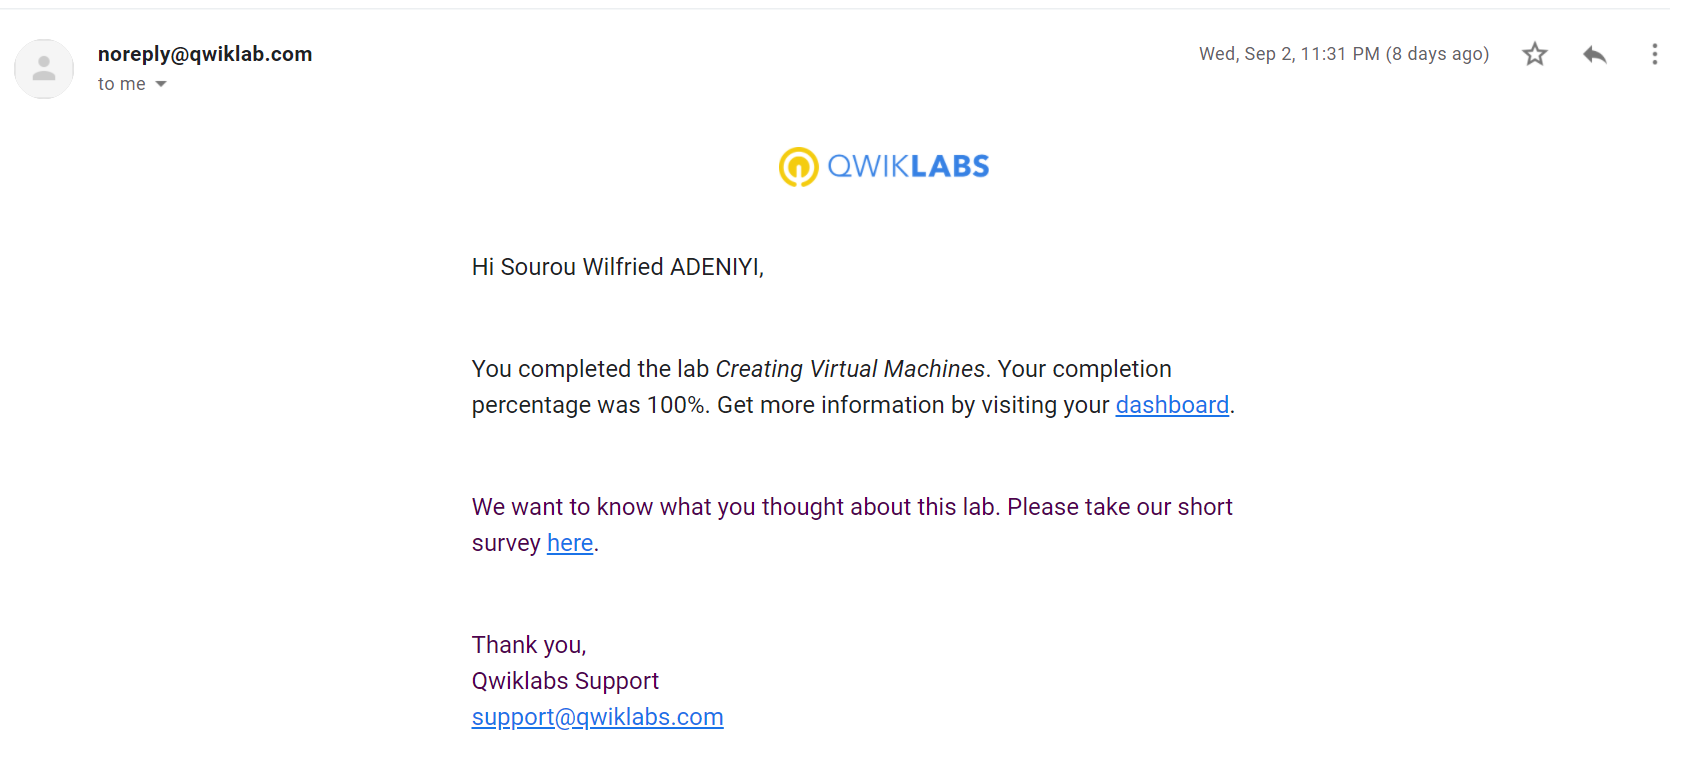 noreply@qwiklab.com
Wed, Sep 2, 11:31 PM (8 days ago)
to me
QWIKLABS
Hi Sourou Wilfried ADENIYI,
You completed the lab Creating Virtual Machines. Your completion
percentage was 100%. Get more information by visiting your dashboard.
We want to know what you thought about this lab. Please take our short
survey here.
Thank you,
Qwiklabs Support
support@qwiklabs.com